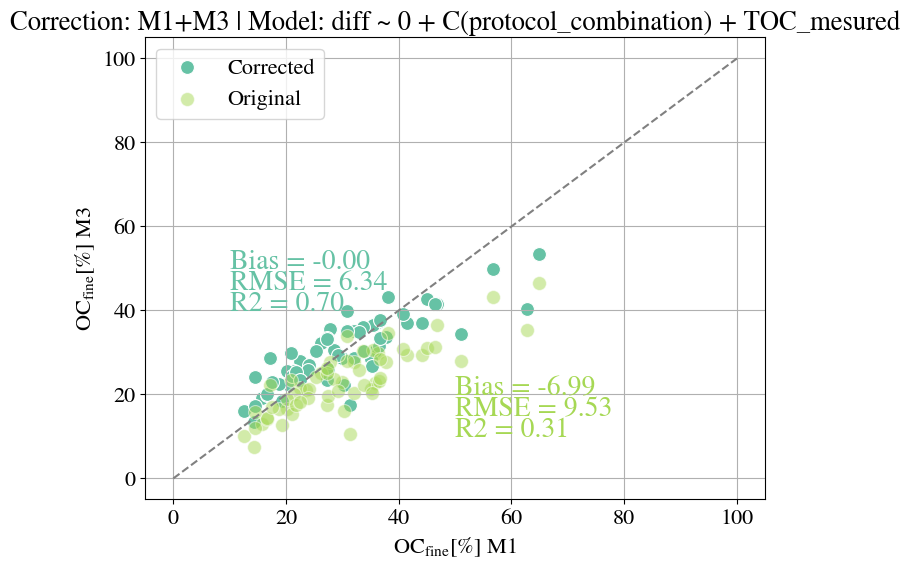 Correction: M1+M3 | Model: diff ~ 0 + C(protocol_combination) + TOC_mesured
100
80
60
40
20
0
OCfine[%] M3
Corrected
Original
Bias = -0.00
RMSE = 6.34
R2 = 0.70
Bias = -6.99
RMSE = 9.53
R2 = 0.31
0 20 40 60 80 100
OCfine[%] M1